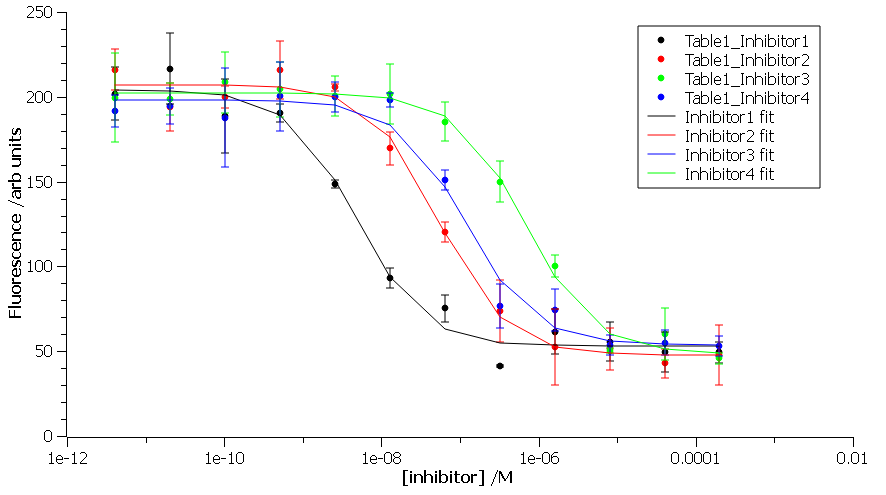 250
200
150
100
50
0
Fluorescence /arb units
1e-12
1e-10
1e-08
1e-06
0.0001
0.01
[inhibitor] /M
Table1_Inhibitor1
Table1_Inhibitor2
Table1_Inhibitor3
Table1_Inhibitor4
Inhibitor1 fit
Inhibitor2 fit
Inhibitor3 fit
Inhibitor4 fit